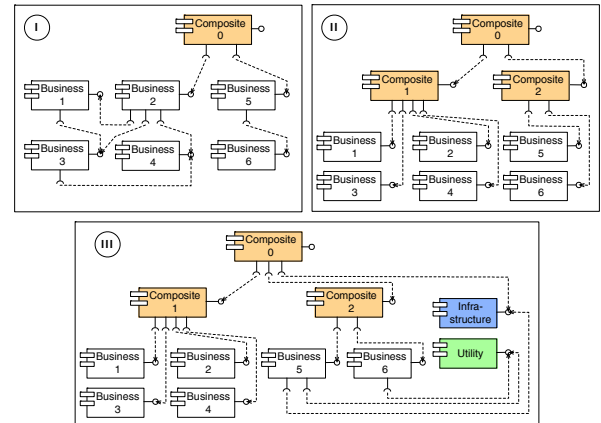 I
Composite
0
Business
1
Business
2
Business
5
Business
3
Business
4
Business
6
II
Composite
0
Composite
1
Composite
2
Business
1
Business
2
Business
5
Business
3
Business
4
Business
6
III
Composite
0
Composite
1
Composite
2
Infra-
structure
Business
1
Business
2
Business
5
Business
6
Utility
Business
3
Business
4